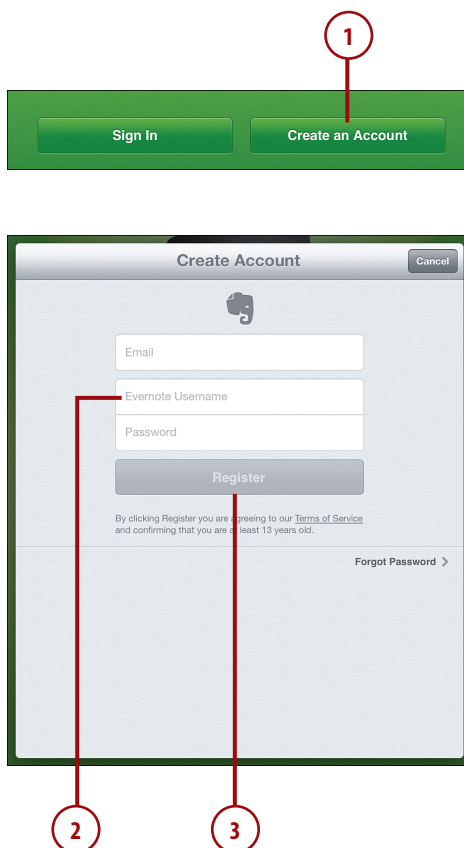 1
Sign In
Create an Account
Create Account
Cancel
Email
Evernote Username
Password
Register
By clicking Register you are agreeing to our Terms of Service
and confirming that you are at least 13 years old.
Forgot Password
2
3